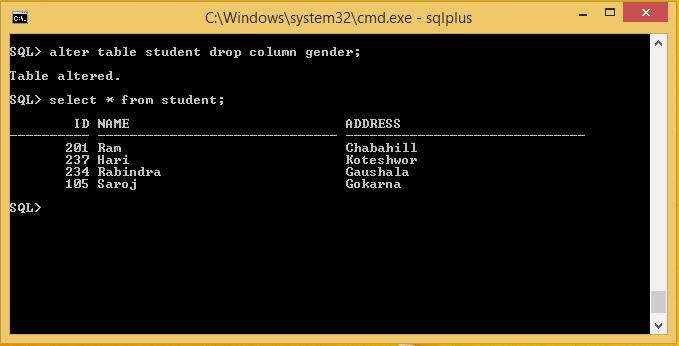 C:\Windows\system32\cmd.exe - sqlplus
SQL> alter table student drop column gender;
Table altered.
SQL> select * from student;
ID NAME ADDRESS
---------- ------------------------------ ------------------------------
201 Ram Chabahill
237 Hari Koteshwor
234 Rabindra Gaushala
105 Saroj Gokarna
SQL>